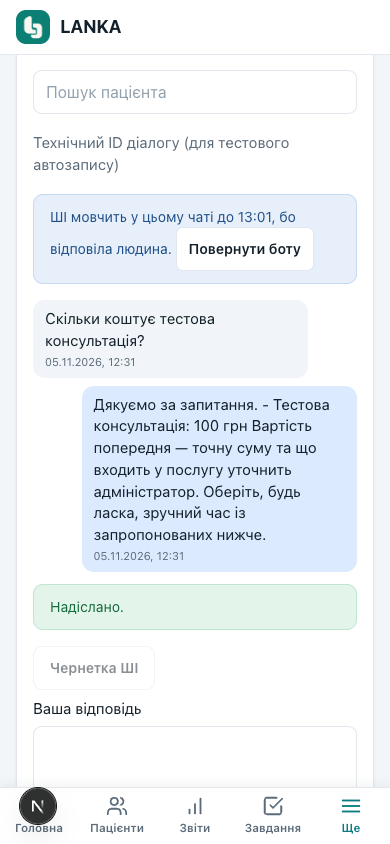 LANKA
Пошук пацієнта
Технічний ID діалогу (для тестового
автозапису)
ШІ мовчить у цьому чаті до 13:01, бо
відповіла людина. Повернути боту
Скільки коштує тестова
консультація?
05.11.2026, 12:31
Дякуємо за запитання. - Тестова
консультація: 100 грн Вартість
попередня — точну суму та що
входить у послугу уточнить
адміністратор. Оберіть, будь
ласка, зручний час із
запропонованих нижче.
05.11.2026, 12:31
Надіслано.
Чернетка ШІ
Ваша відповідь
N
Головна Пацієнти Звіти Завдання Ще